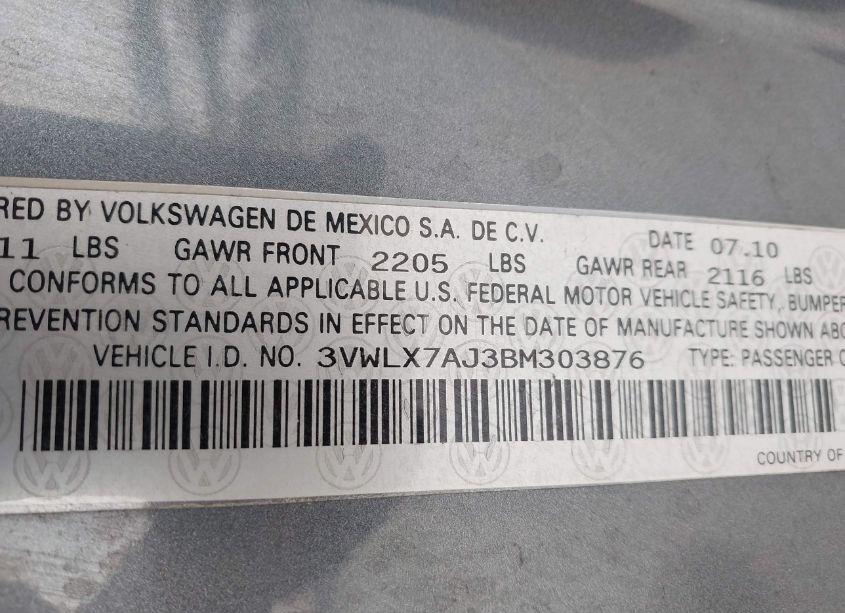 RED BY VOLKSWAGEN DE MEXICO S.A. DE C.V. DATE 07.10
11 LBS GAWR FRONT 2205 LBS GAWR REAR 2116 LBS
CONFORMS TO ALL APPLICABLE U.S. FEDERAL MOTOR VEHICLE SAFETY, BUMPER
REVENTION STANDARDS IN EFFECT ON THE DATE OF MANUFACTURE SHOWN ABO
VEHICLE I.D. NO. 3VWLX7AJ3BM303876 TYPE: PASSENGER C
COUNTRY OF